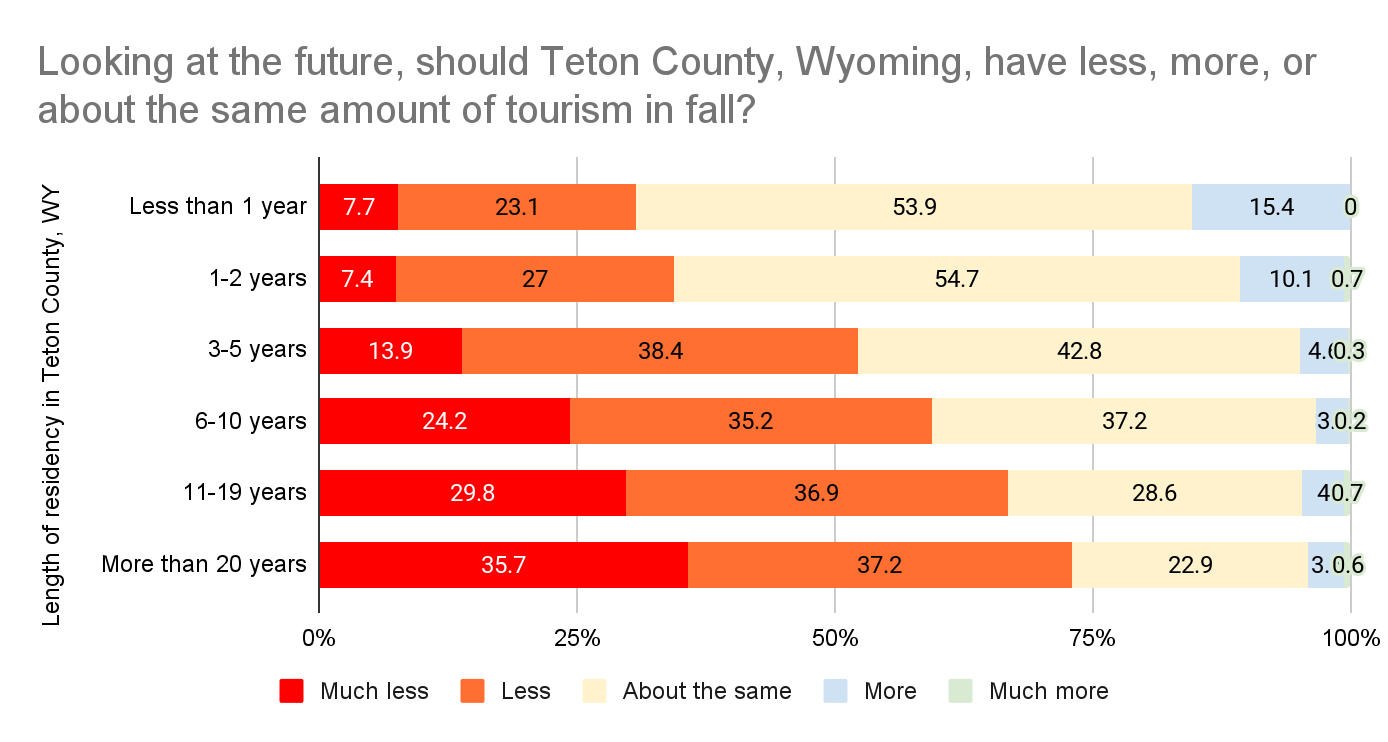 Looking at the future, should Teton County, Wyoming, have less, more, or
about the same amount of tourism in fall?
Length of residency in Teton County, WY
Less than 1 year 7.7 23.1 53.9 15.4 0
1-2 years 7.4 27 54.7 10.1 0.7
3-5 years 13.9 38.4 42.8 0.3
6-10 years 24.2 35.2 37.2 0.2
11-19 years 29.8 36.9 28.6 4 0.7
More than 20 years 35.7 37.2 22.9 0.6
0% 25% 50% 75% 100%
Much less Less About the same More Much more